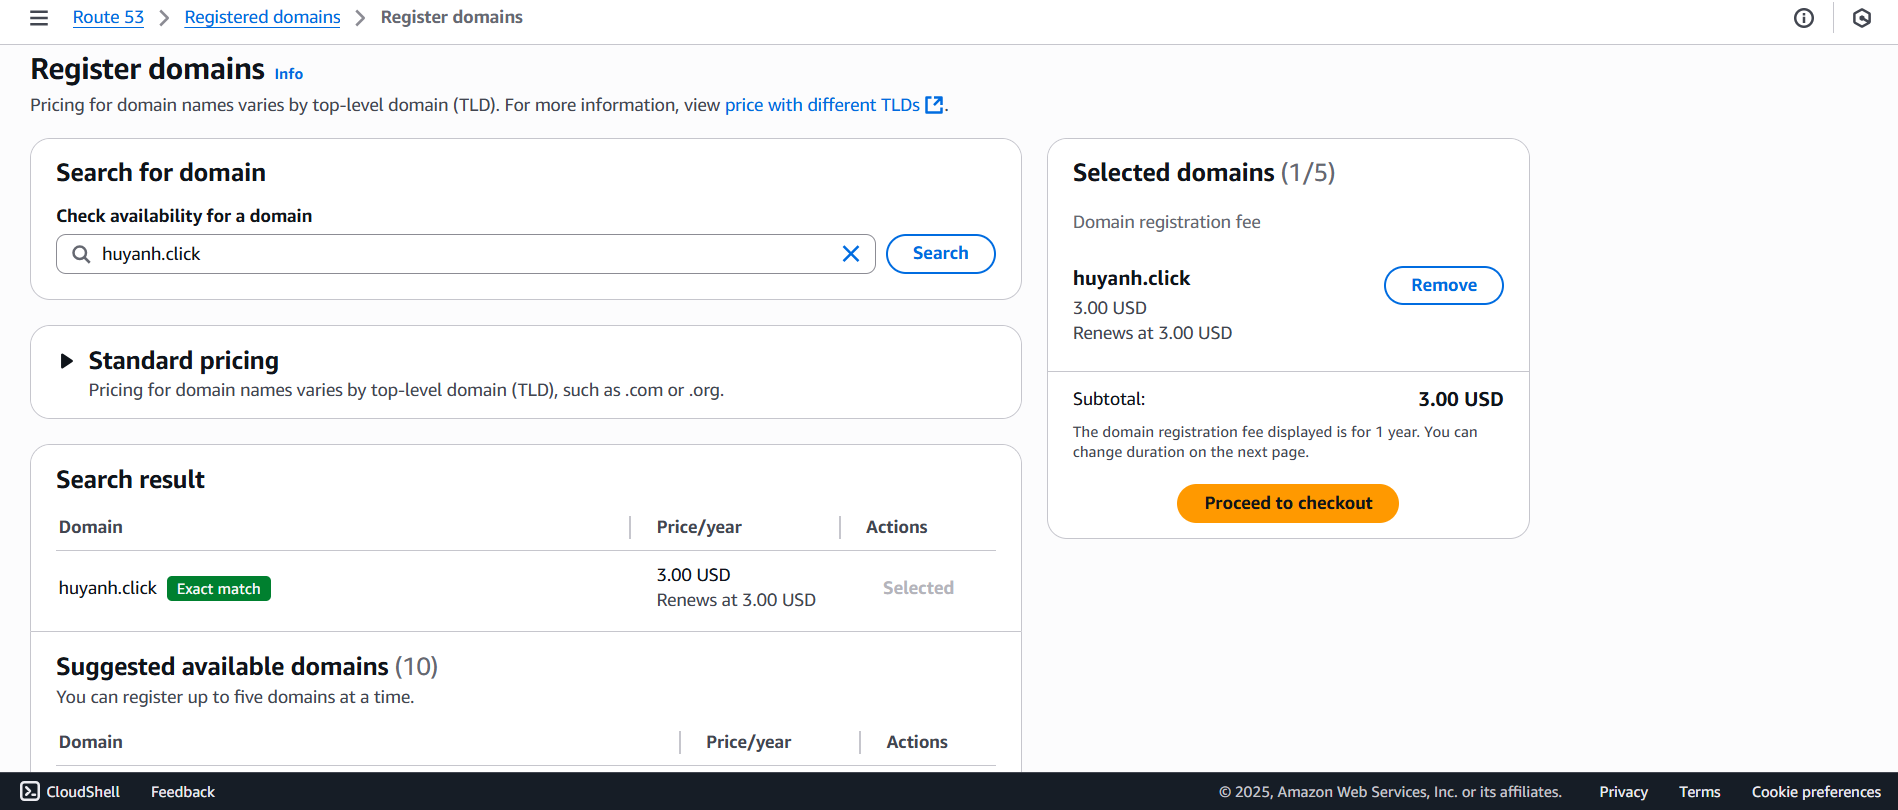 Route 53 Registered domains Register domains
Register domains Info
Pricing for domain names varies by top-level domain (TLD). For more information, view price with different TLDs.
Search for domain
Check availability for a domain
huyanh.click
Search
Standard pricing
Pricing for domain names varies by top-level domain (TLD), such as .com or .org.
Search result
Domain Price/year Actions
huyanh.click Exact match 3.00 USD Selected
Renews at 3.00 USD
Suggested available domains (10)
You can register up to five domains at a time.
Domain Price/year Actions
Selected domains (1/5)
Domain registration fee
huyanh.click Remove
3.00 USD
Renews at 3.00 USD
Subtotal: 3.00 USD
The domain registration fee displayed is for 1 year. You can
change duration on the next page.
Proceed to checkout
CloudShell Feedback © 2025, Amazon Web Services, Inc. or its affiliates. Privacy Terms Cookie preferences